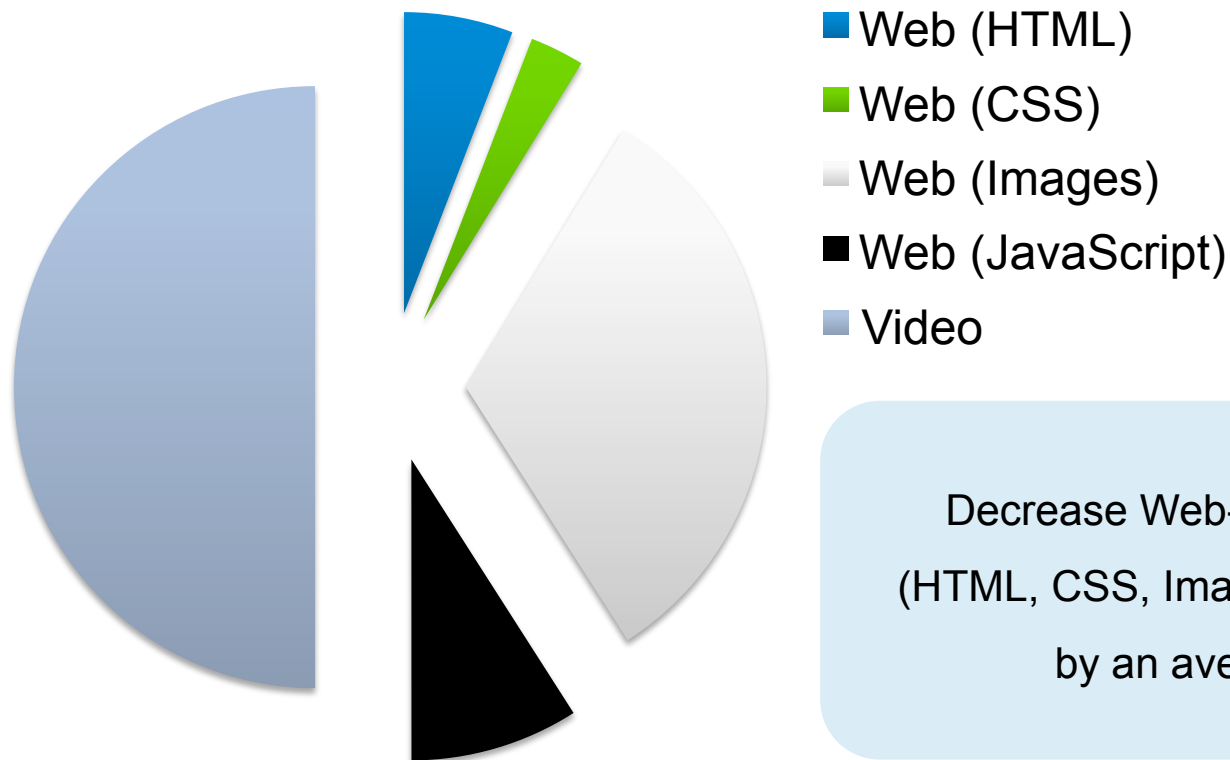 Web (HTML)
Web (CSS)
Web (Images)
Web (JavaScript)
Video
Decrease Web-
(HTML, CSS, Ima
by an ave